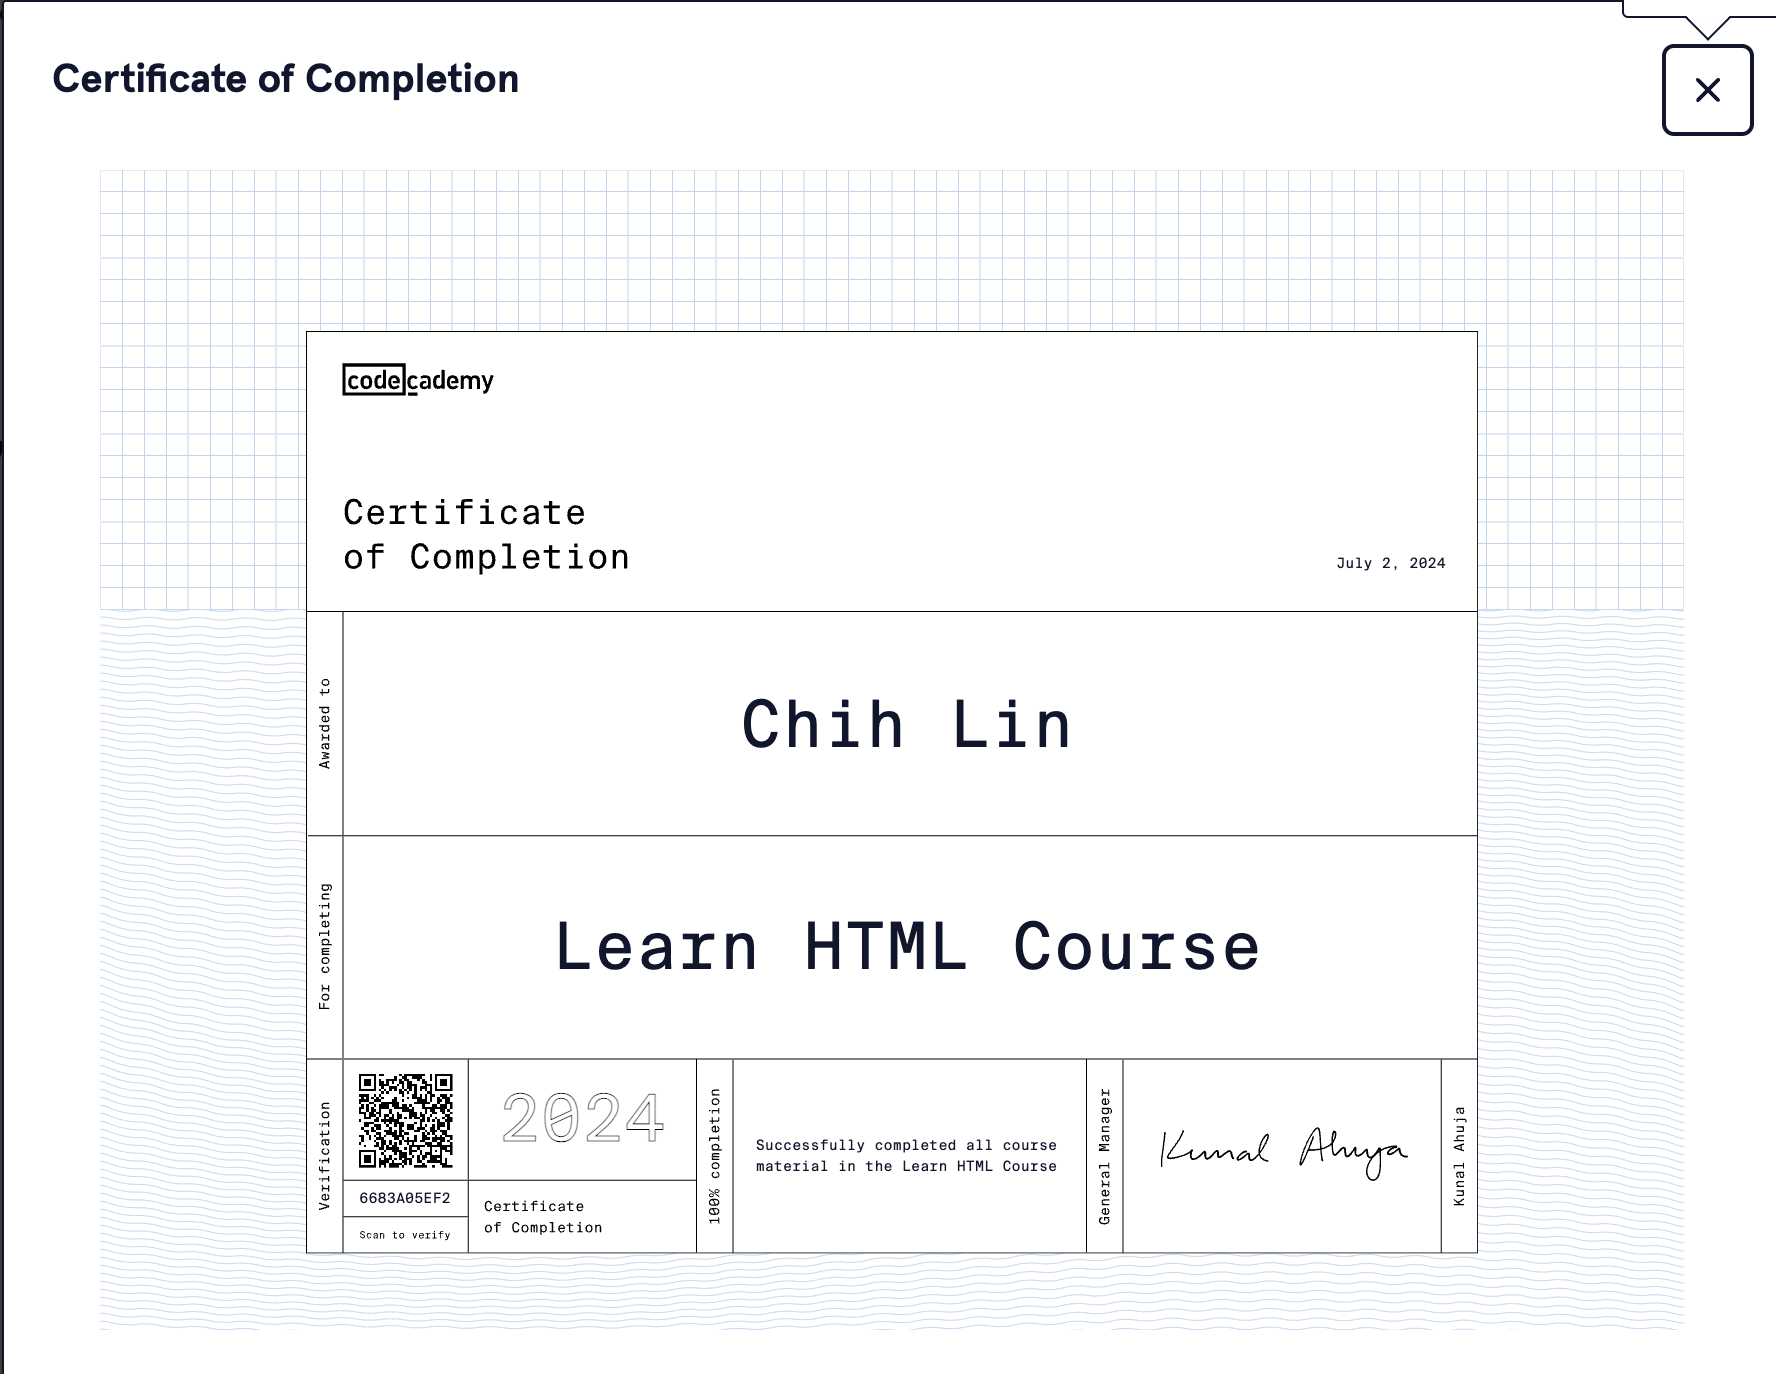 Certificate of Completion
codecademy
Certificate
of Completion
July 2, 2024
Awarded to
Chih Lin
For completing
Learn HTML Course
Verification
6683A05EF2
Scan to verify
2024
Certificate
of Completion
100% completion
Successfully completed all course
material in the Learn HTML Course
General Manager
Kunal Ahuja
Kunal Ahuja